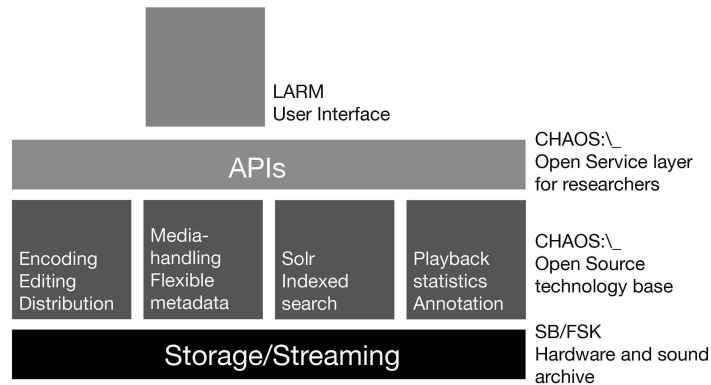 LARM
User Interface
APIs
CHAOS:\_
Open Service layer
for researchers
Encoding
Editing
Distribution
Media-
handling
Flexible
metadata
Solr
Indexed
search
Playback
statistics
Annotation
CHAOS:\_
Open Source
technology base
Storage/Streaming
SB/FSK
Hardware and sound
archive